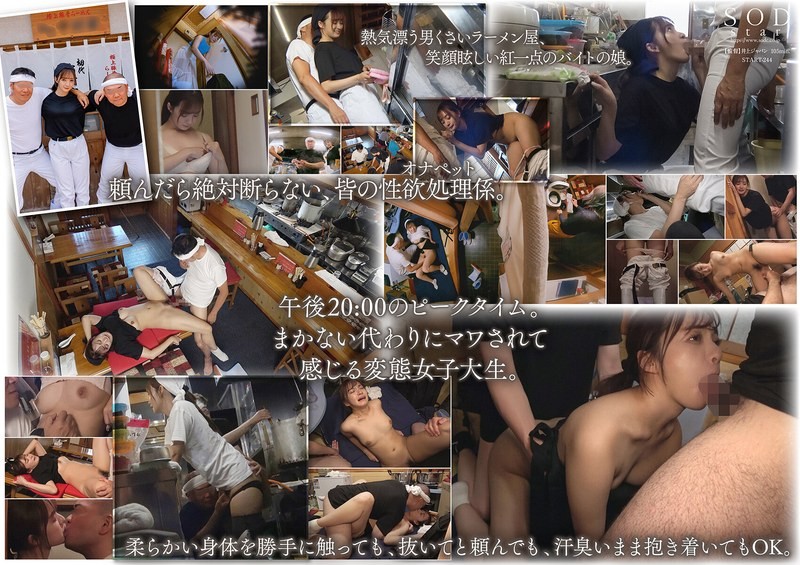 SOD
star
START-244
熱気漂う男くさいラーメン屋、
笑顔眩しい紅一点のバイトの娘。
オナペット
頼んだら絶対断らない、皆の性欲処理係。
午後20:00のピークタイム。
まかない代わりにマワされて
感じる変態女子大生。
柔らかい身体を勝手に触っても、抜いてと頼んでも、汗臭いまま抱き着いてもOK。